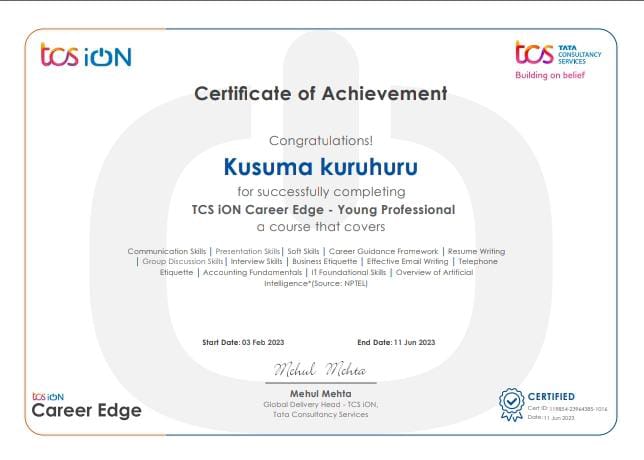 tcs iON
tcs TATA
CONSULTANCY
SERVICES
Building on belief
Certificate of Achievement
Congratulations!
Kusuma kuruhuru
for successfully completing
TCS iON Career Edge - Young Professional
a course that covers
Communication Skills | Presentation Skills | Soft Skills | Career Guidance Framework | Resume Writing
| Group Discussion Skills | Interview Skills | Business Etiquette | Effective Email Writing | Telephone
Etiquette | Accounting Fundamentals | IT Foundational Skills | Overview of Artificial
Intelligence*(Source: NPTEL)
Start Date: 03 Feb 2023 End Date: 11 Jun 2023
Mehul Mehta
Mehul Mehta
Global Delivery Head - TCS iON,
Tata Consultancy Services
tcs iON
Career Edge
CERTIFIED
Cert ID: 119854-23964385-1016
Date: 11 Jun 2023